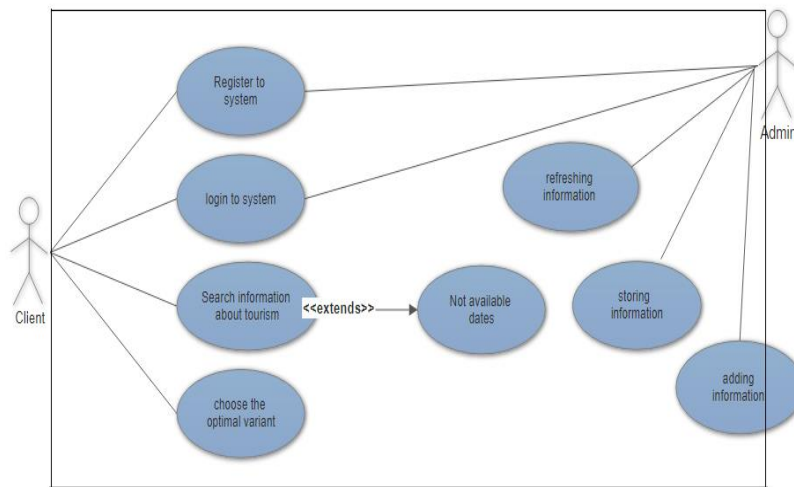 Register to
system
Admin
login to system
refreshing
information
Client
Search information
about tourism
<<extends>>
Not available
dates
storing
information
adding
information
choose the
optimal variant